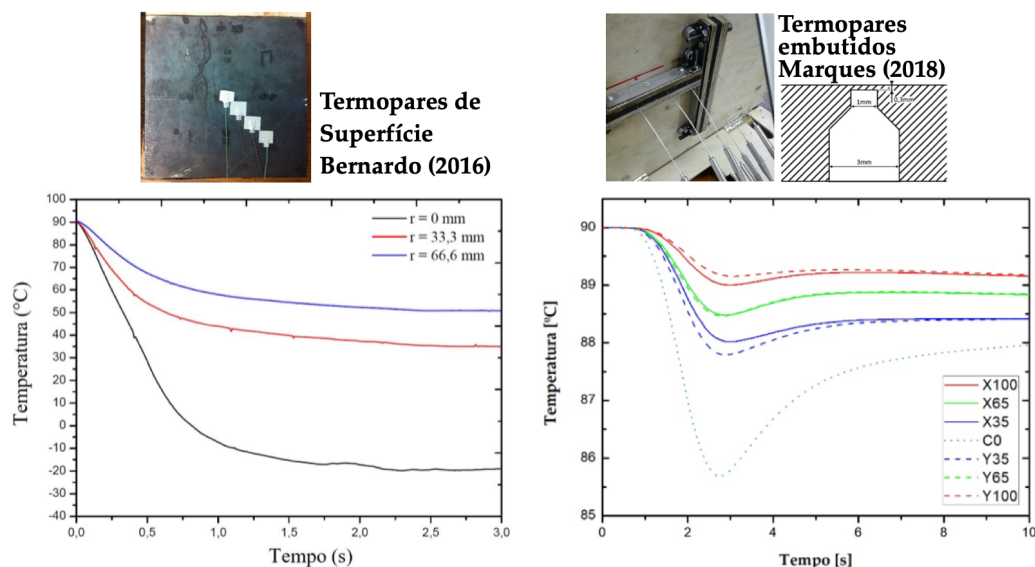 Termopares de
Superfície
Bernardo (2016)
Termopares
embutidos
Marques (2018)
0,3mm
1mm
3mm
r = 0 mm
r = 33,3 mm
r = 66,6 mm
Temperatura (°C)
100
90
80
70
60
50
40
30
20
10
0
-10
-20
-30
-40
0,0
0,5
1,0
1,5
2,0
2,5
3,0
Tempo (s)
Temperatura [ºC]
90
89
88
87
86
85
X100
X65
X35
C0
Y35
Y65
Y100
0
2
4
6
8
10
Tempo [s]